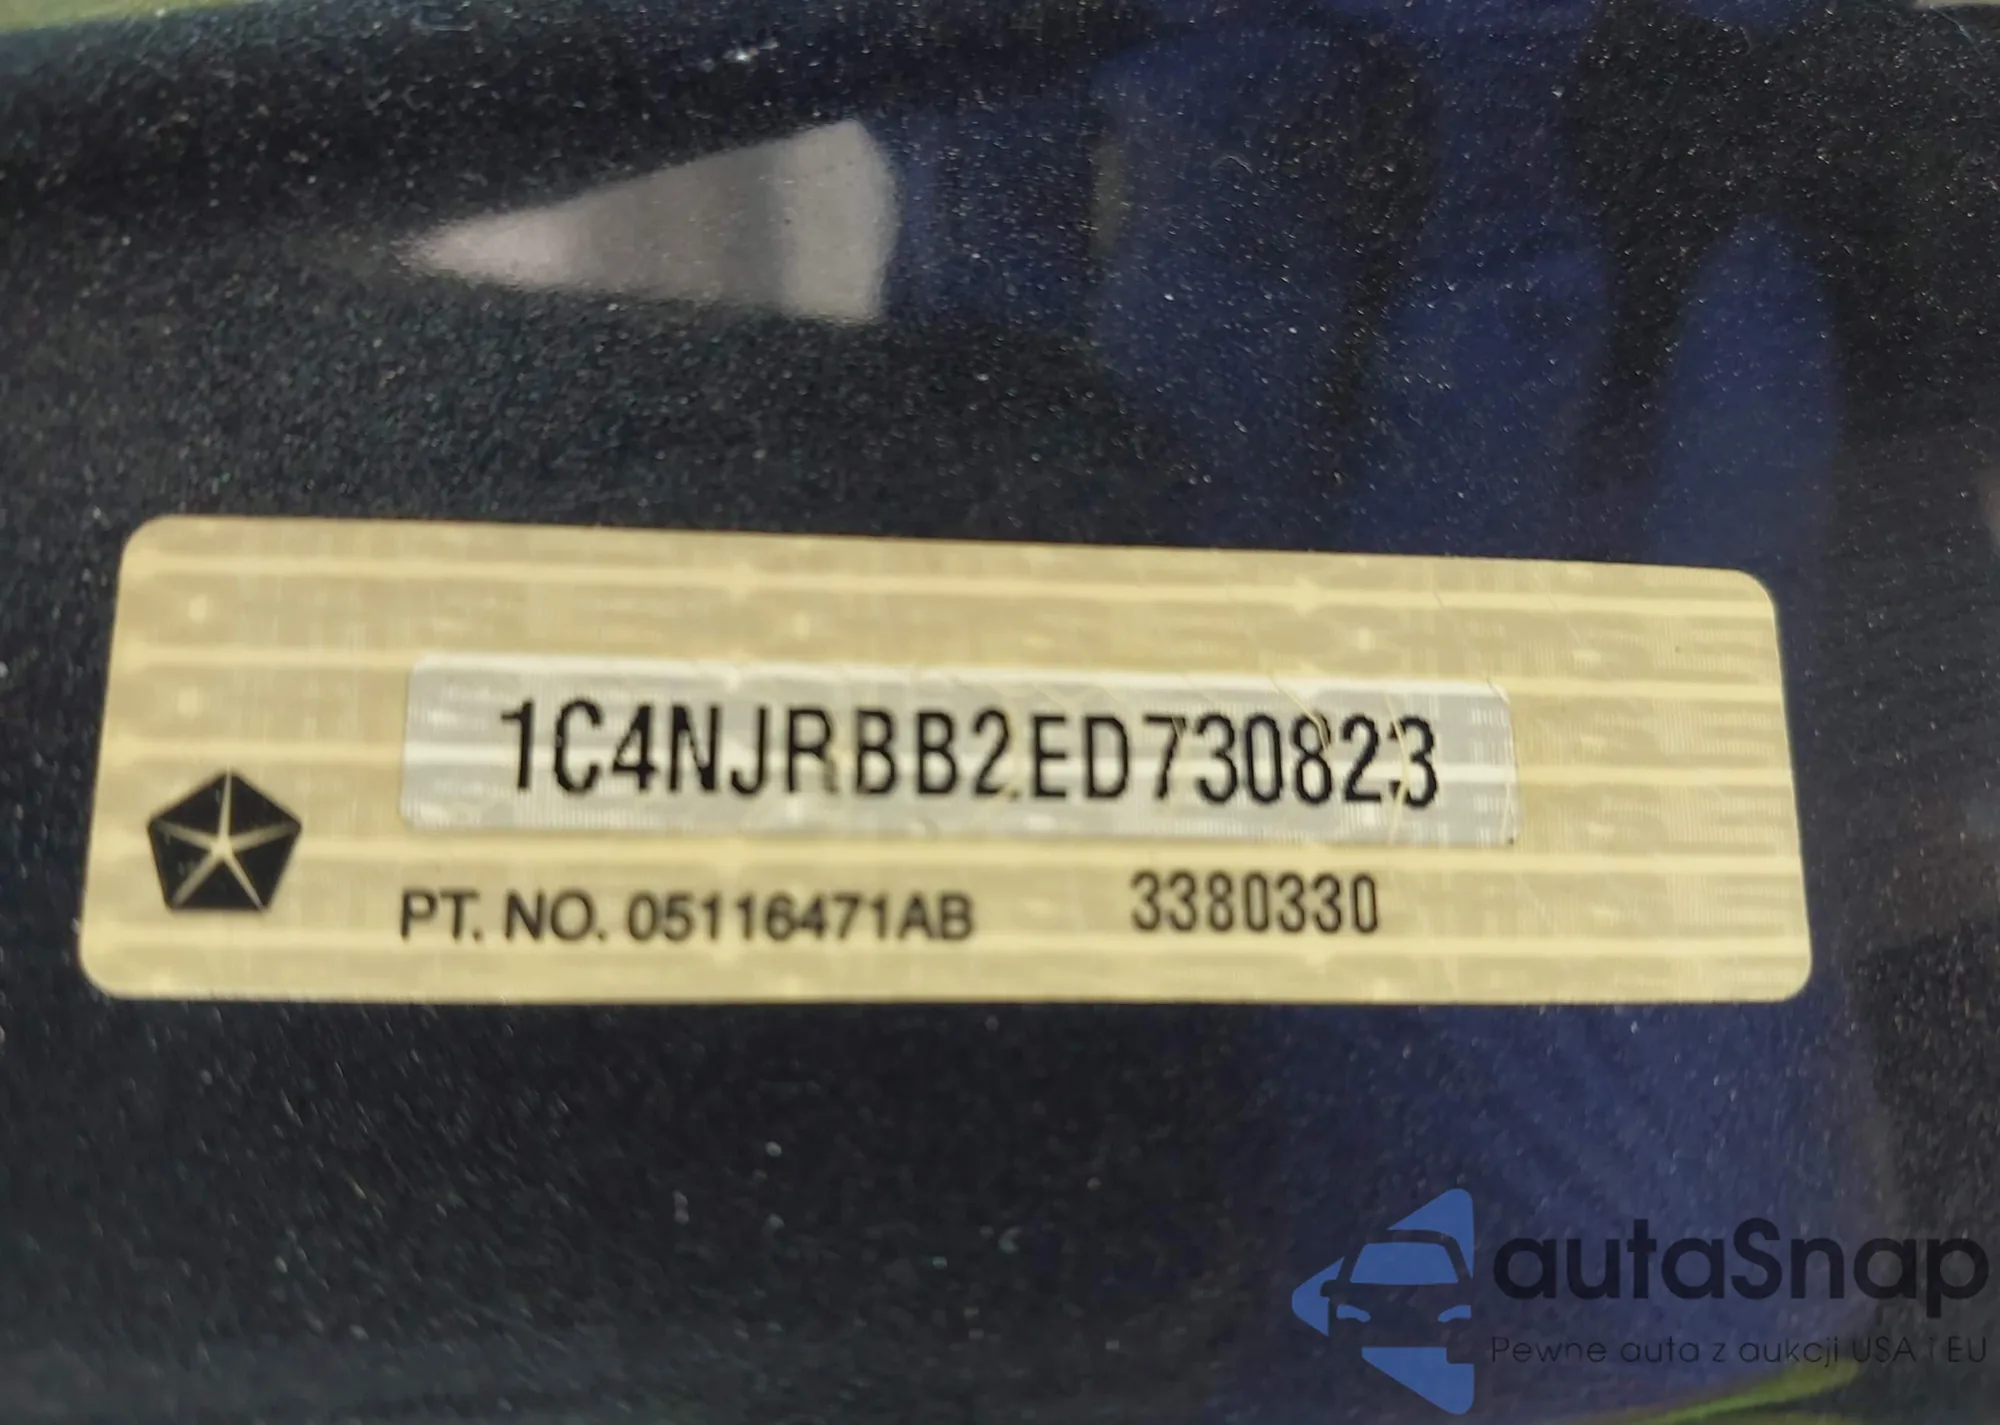 1C4NJRBB2ED730823
PT. NO. 05116471AB 3380330
autaSnap
Pewne auta z aukcji USA i EU